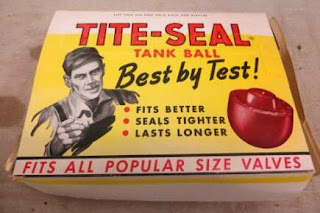 TITE-SEAL
TANK BALL
Best by Test!
• FITS BETTER
• SEALS TIGHTER
• LASTS LONGER
FITS ALL POPULAR SIZE VALVES